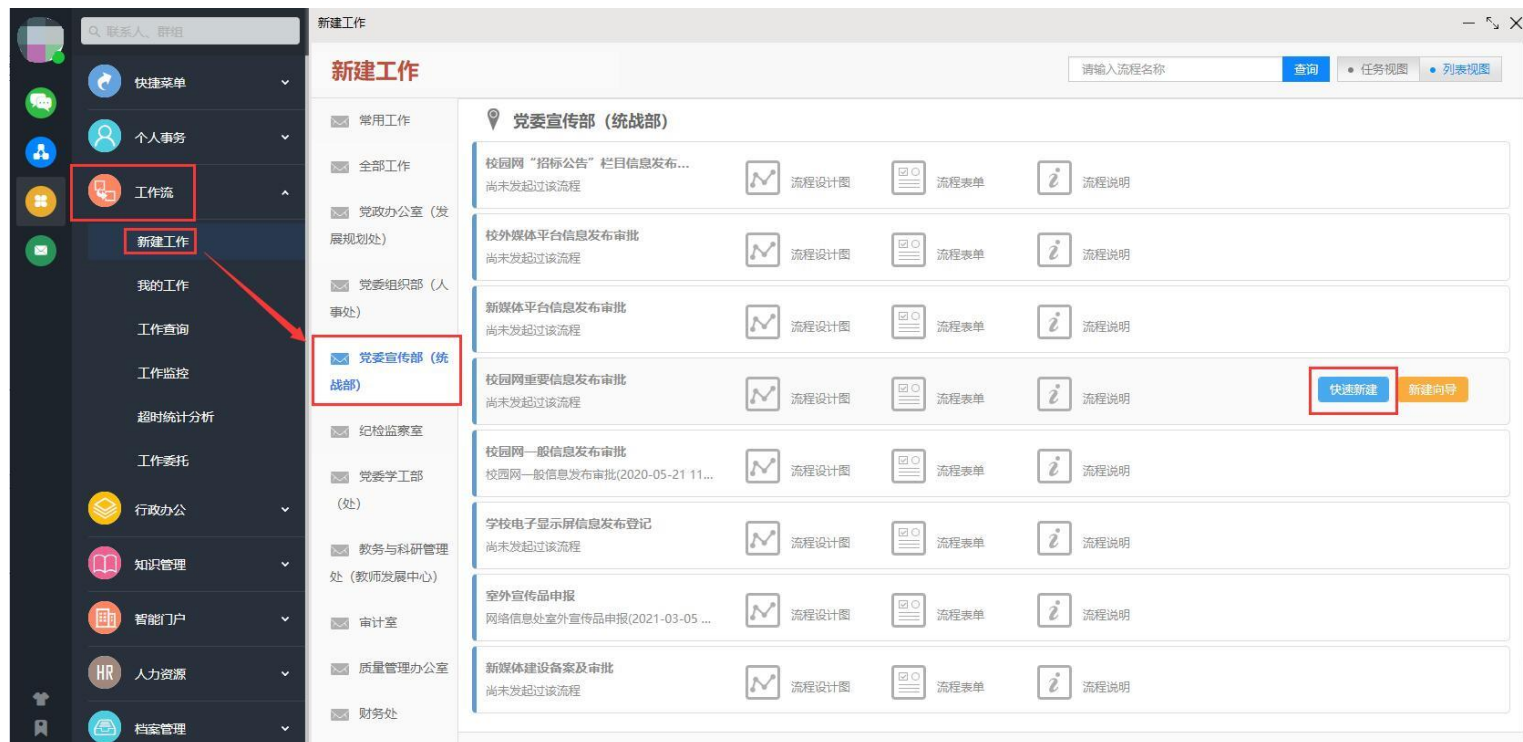 联系人、群组
快捷菜单
个人事务
工作流
新建工作
我的工作
工作查询
工作监控
超时统计分析
工作委托
行政办公
知识管理
智能门户
HR 人力资源
档案管理
新建工作
新建工作
请输入流程名称 查询 ● 任务视图 ● 列表视图
常用工作
全部工作
党政办公室（发
展规划处）
党委组织部（人
事处）
党委宣传部（统
战部）
纪检监察室
党委学工部
（处）
教务与科研管理
处（教师发展中心）
审计室
质量管理办公室
财务处
党委宣传部（统战部）
校园网“招标公告”栏目信息发布...
尚未发起过该流程
流程设计图 流程表单 流程说明
校外媒体平台信息发布审批
尚未发起过该流程
流程设计图 流程表单 流程说明
新媒体平台信息发布审批
尚未发起过该流程
流程设计图 流程表单 流程说明
校园网重要信息发布审批
尚未发起过该流程
流程设计图 流程表单 流程说明 快速新建 新建向导
校园网一般信息发布审批
校园网一般信息发布审批(2020-05-21 11...
流程设计图 流程表单 流程说明
学校电子显示屏信息发布登记
尚未发起过该流程
流程设计图 流程表单 流程说明
室外宣传品申报
网络信息处室外宣传品申报(2021-03-05 ...
流程设计图 流程表单 流程说明
新媒体建设备案及审批
尚未发起过该流程
流程设计图 流程表单 流程说明